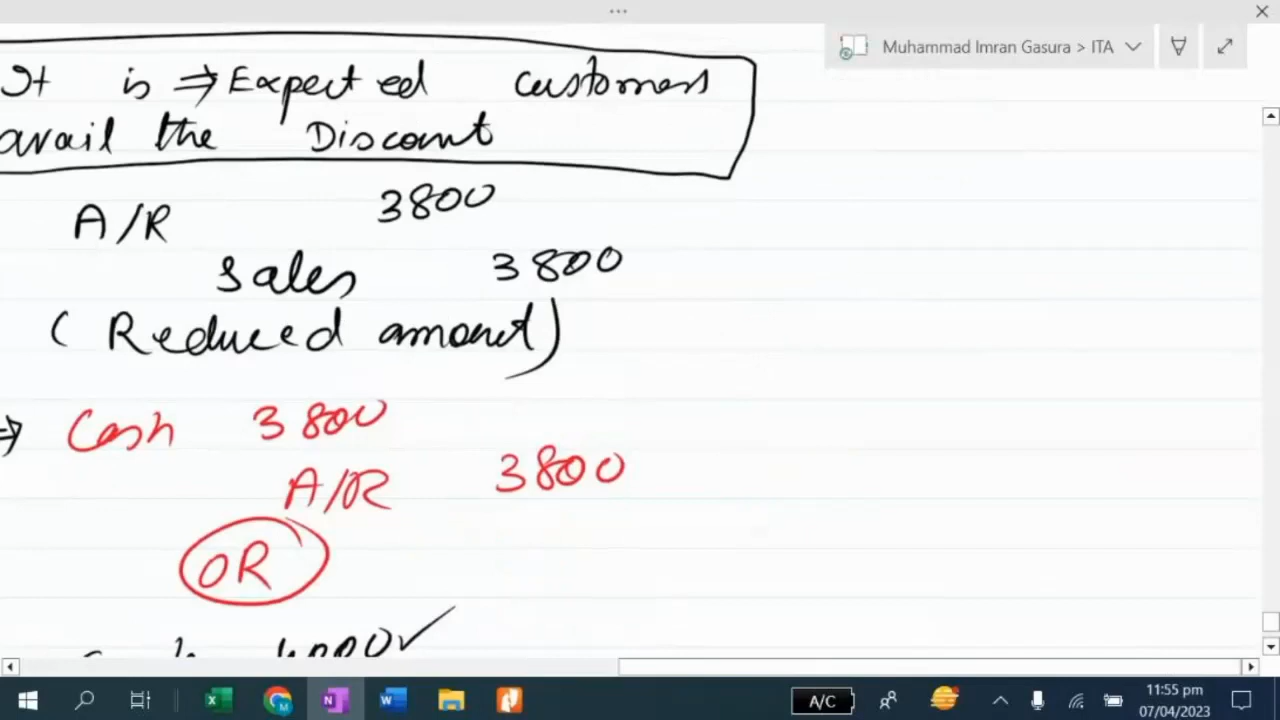 Muhammad Imran Gasura > ITA
It is ⇒ Expected customers
avail the Discount
A/R 3800
Sales 3800
( Reduced amount)
⇒ Cash 3800
A/R 3800
OR
4000✓
A/C
11:55 pm
07/04/2023